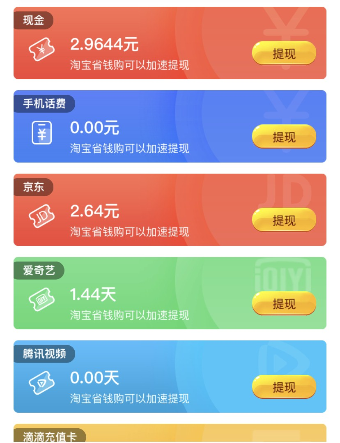 现金
2.9644元
淘宝省钱购可以加速提现
提现
手机话费
0.00元
淘宝省钱购可以加速提现
提现
京东
2.64元
淘宝省钱购可以加速提现
提现
爱奇艺
1.44天
淘宝省钱购可以加速提现
提现
腾讯视频
0.00天
淘宝省钱购可以加速提现
提现
滴滴充值卡